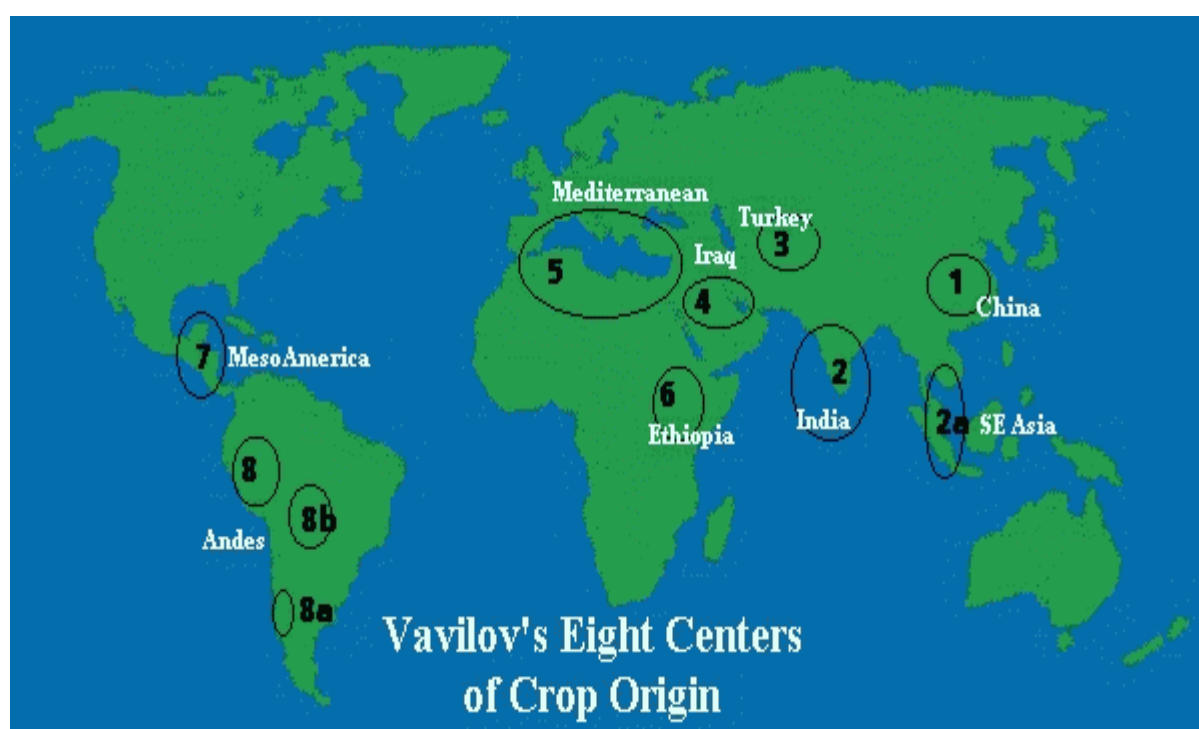 Mediterranean
Turkey
3
Iraq
5
4
1
China
7
MesoAmerica
2
6
India
2a
SE Asia
Ethiopia
8
8b
Andes
8a
Vavilov's Eight Centers
of Crop Origin